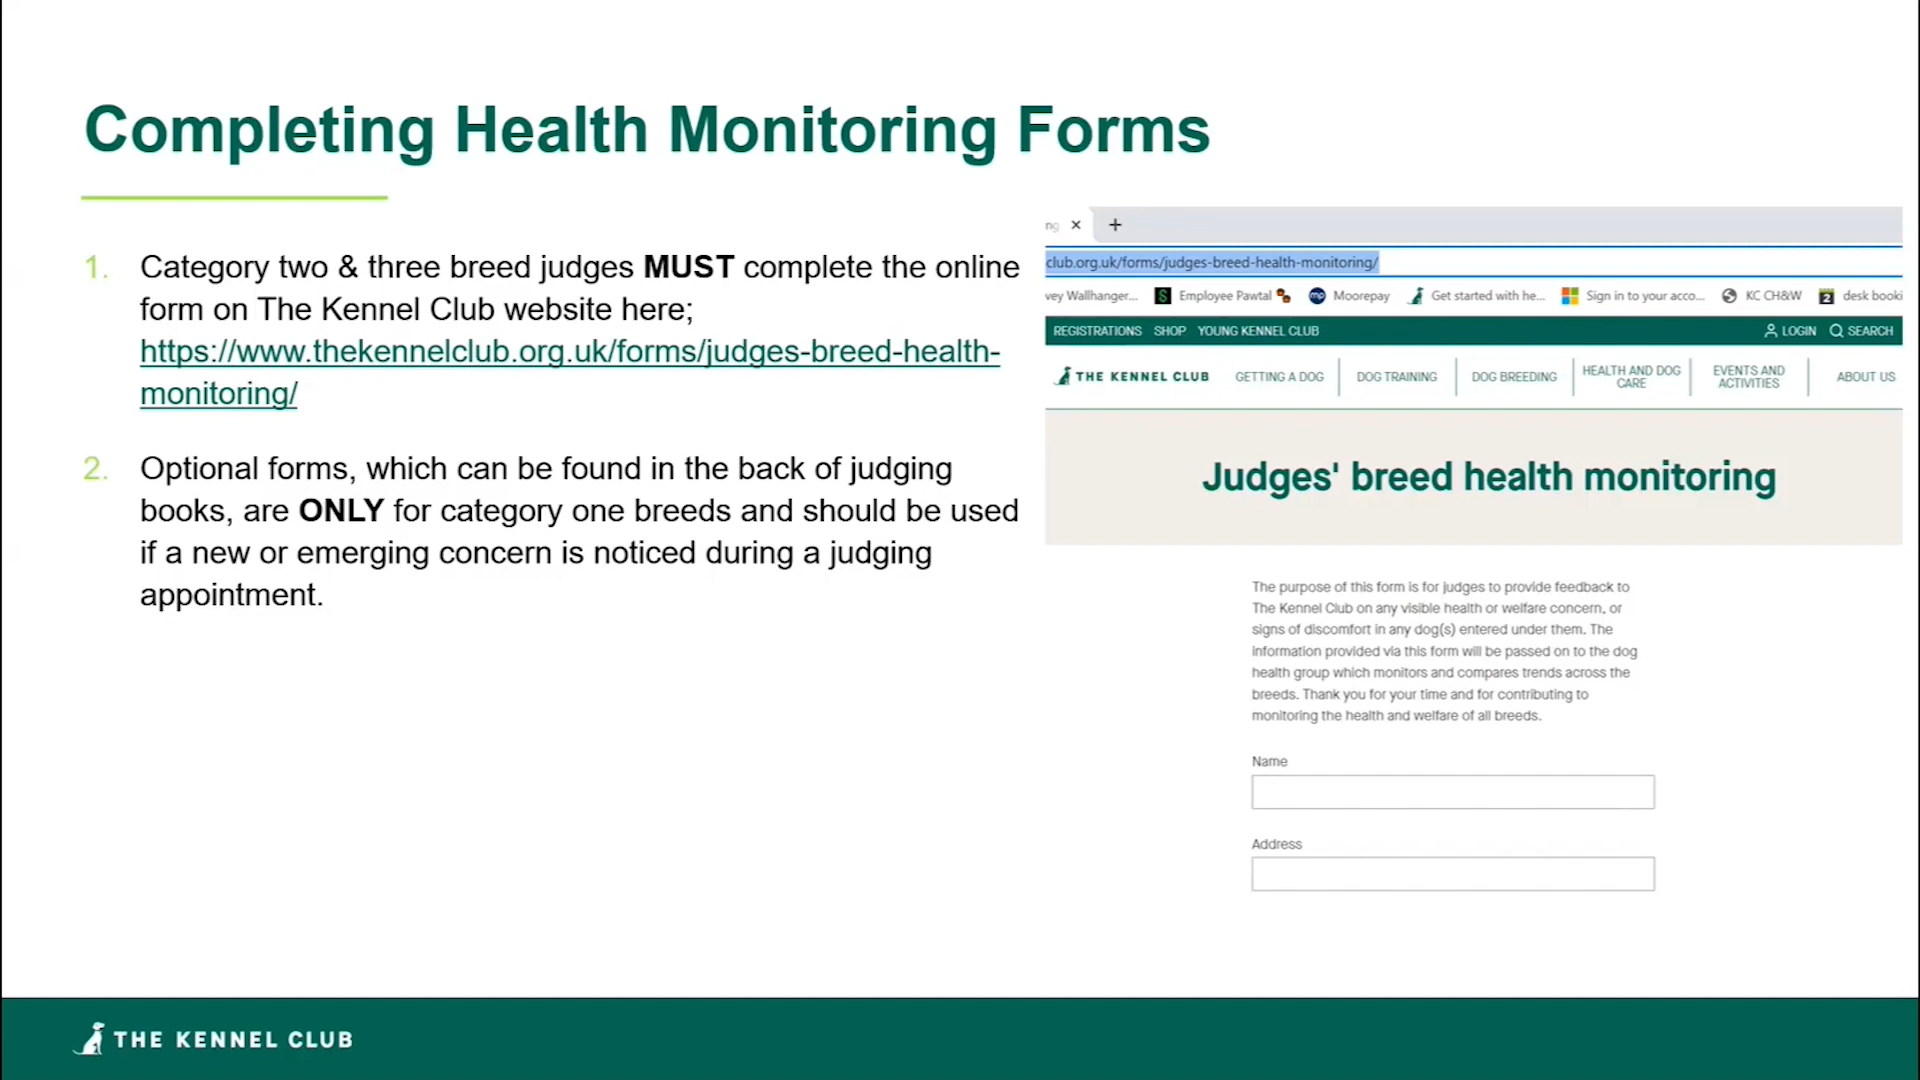 Completing Health Monitoring Forms
1. Category two & three breed judges MUST complete the online
form on The Kennel Club website here;
https://www.thekennelclub.org.uk/forms/judges-breed-health-
monitoring/
2. Optional forms, which can be found in the back of judging
books, are ONLY for category one breeds and should be used
if a new or emerging concern is noticed during a judging
appointment.
ng × +
club.org.uk/forms/judges-breed-health-monitoring/
vey Wallhanger... Employee Pawtal mp Moorepay Get started with he... Sign in to your acco... KC CH&W 2 desk booki
REGISTRATIONS SHOP YOUNG KENNEL CLUB LOGIN SEARCH
THE KENNEL CLUB GETTING A DOG DOG TRAINING DOG BREEDING HEALTH AND DOG CARE EVENTS AND ACTIVITIES ABOUT US
Judges' breed health monitoring
The purpose of this form is for judges to provide feedback to
The Kennel Club on any visible health or welfare concern, or
signs of discomfort in any dog(s) entered under them. The
information provided via this form will be passed on to the dog
health group which monitors and compares trends across the
breeds. Thank you for your time and for contributing to
monitoring the health and welfare of all breeds.
Name
Address
THE KENNEL CLUB